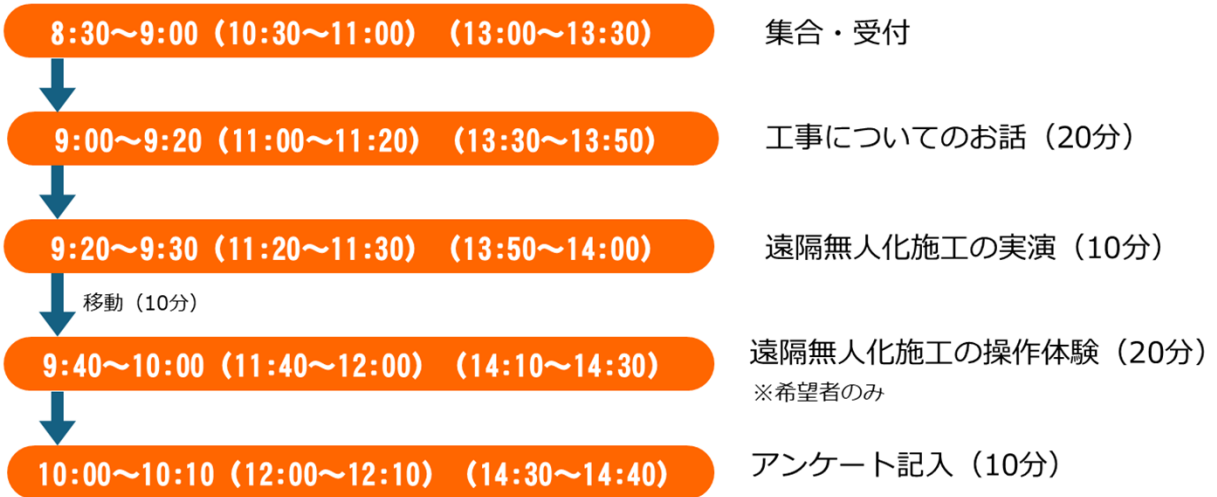 8:30～9:00（10:30～11:00）（13:00～13:30） 集合・受付
9:00～9:20（11:00～11:20）（13:30～13:50） 工事についてのお話（20分）
9:20～9:30（11:20～11:30）（13:50～14:00） 遠隔無人化施工の実演（10分）
移動（10分）
9:40～10:00（11:40～12:00）（14:10～14:30） 遠隔無人化施工の操作体験（20分）
※希望者のみ
10:00～10:10（12:00～12:10）（14:30～14:40） アンケート記入（10分）